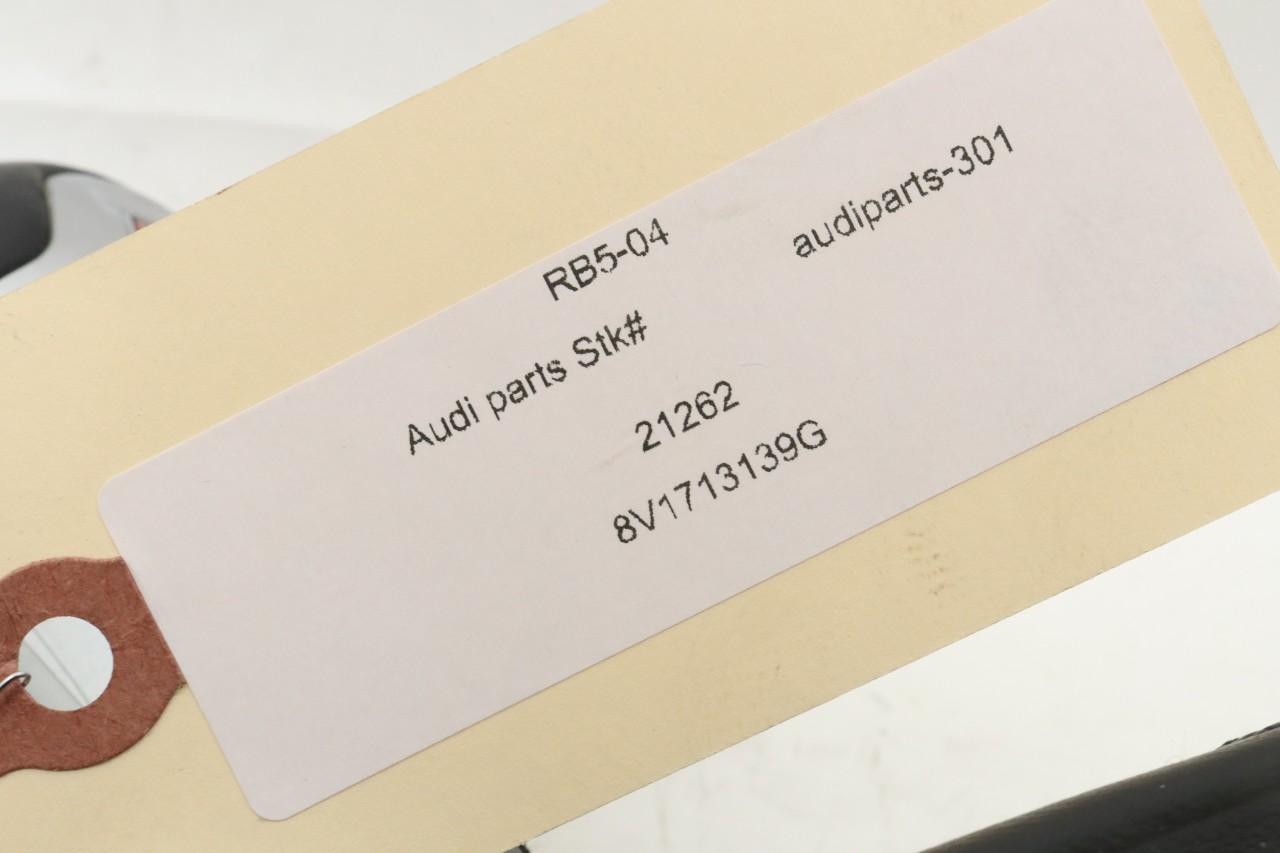 RB5-04 audiparts-301
Audi parts Stk#
21262
8V1713139G